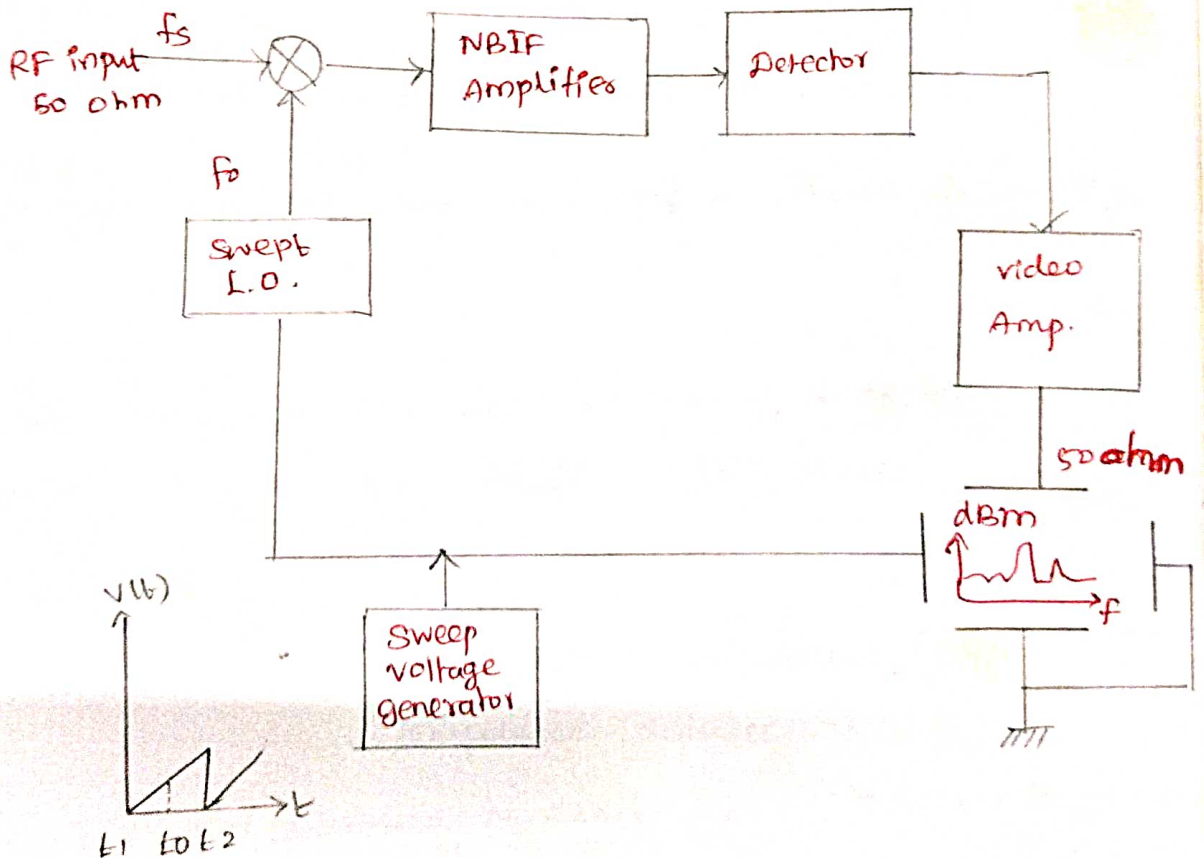 fs
RF input
50 ohm
NBIF
Amplifier
Detector
fo
Swept
L.O.
video
Amp.
50 ohm
dBm
f
V(t)
Sweep
voltage
generator
t
t1 t0 t2